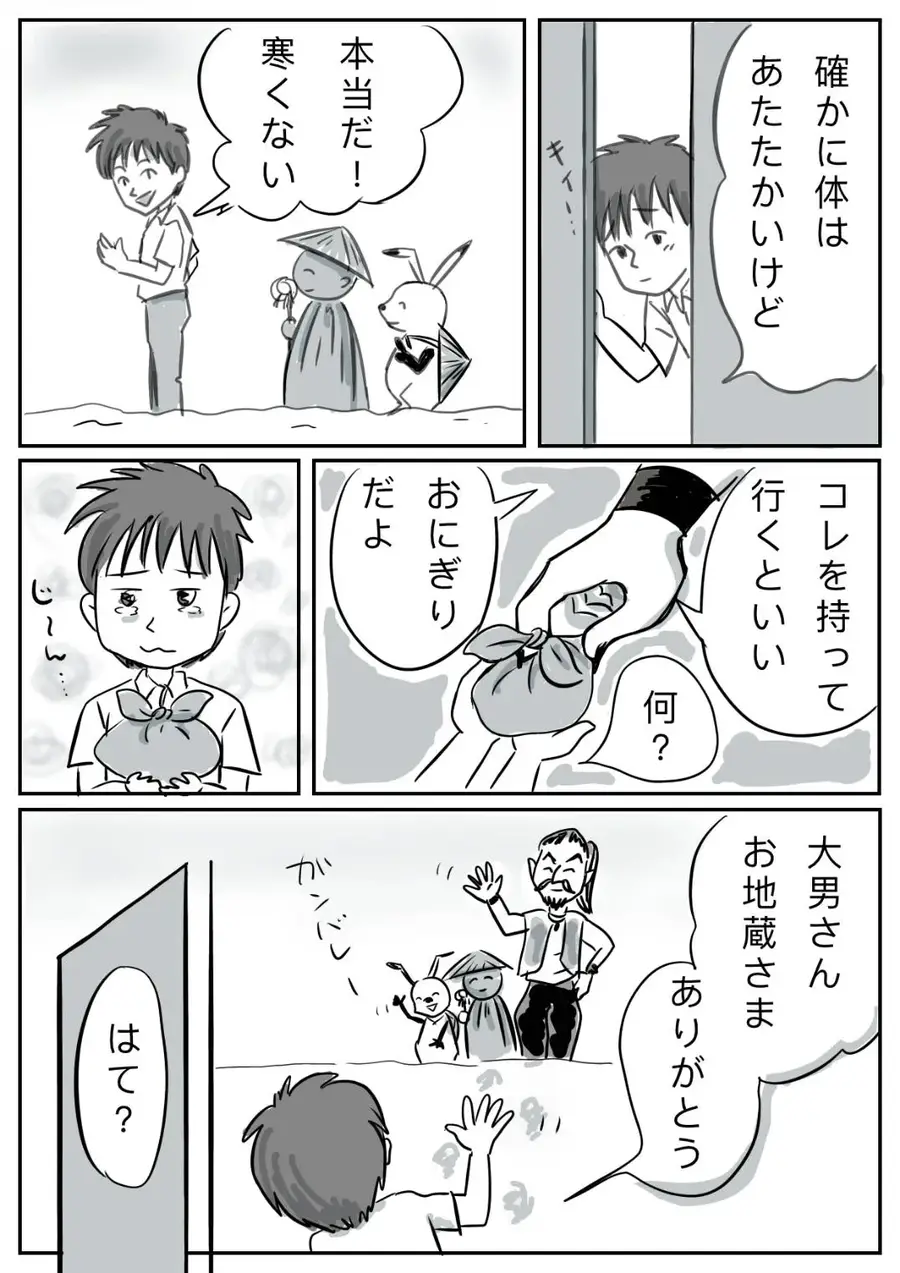 確かに体は
あたたかいけど
キィ…
本当だ！
寒くない
コレを持って
行くといい
おにぎり
だよ
何？
じ〜ん…
大男さん
お地蔵さま
ありがとう
ガンバレ
はて？